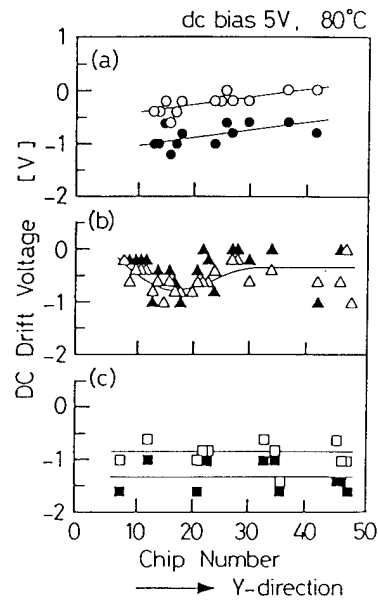 dc bias 5V, 80°C
1
(a)
0
-1
-2
[V]
(b)
0
-1
-2
DC Drift Voltage
(c)
0
-1
-2
0 10 20 30 40 50
Chip Number
Y-direction